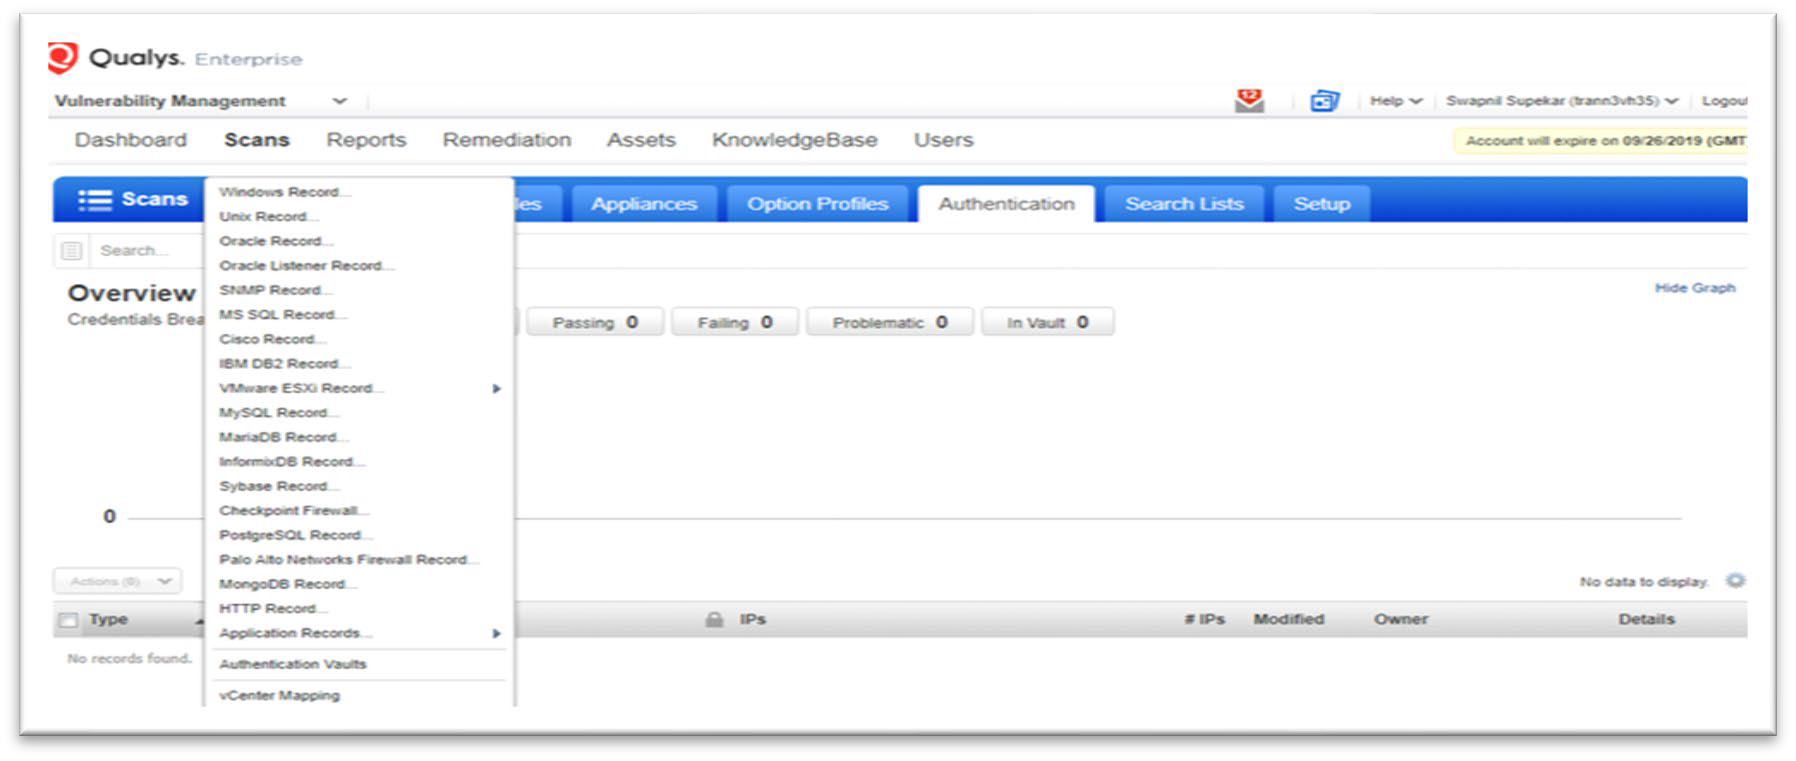 Qualys. Enterprise
Vulnerability Management
12
Help
Swapnil Supekar (trann3vh35)
Logout
Dashboard Scans Reports Remediation Assets KnowledgeBase Users
Account will expire on 09/26/2019 (GMT
Scans
les
Appliances Option Profiles Authentication Search Lists Setup
Search...
Overview
Hide Graph
Credentials Brea
Passing 0 Failing 0 Problematic 0 In Vault 0
Windows Record...
Unix Record...
Oracle Record...
Oracle Listener Record...
SNMP Record...
MS SQL Record...
Cisco Record...
IBM DB2 Record...
VMware ESXi Record...
MySQL Record...
MariaDB Record...
InformixDB Record...
Sybase Record...
Checkpoint Firewall...
PostgreSQL Record...
Palo Alto Networks Firewall Record...
MongoDB Record...
HTTP Record...
Application Records...
Authentication Vaults
vCenter Mapping
0
Actions (0)
No data to display.
Type IPs # IPs Modified Owner Details
No records found.